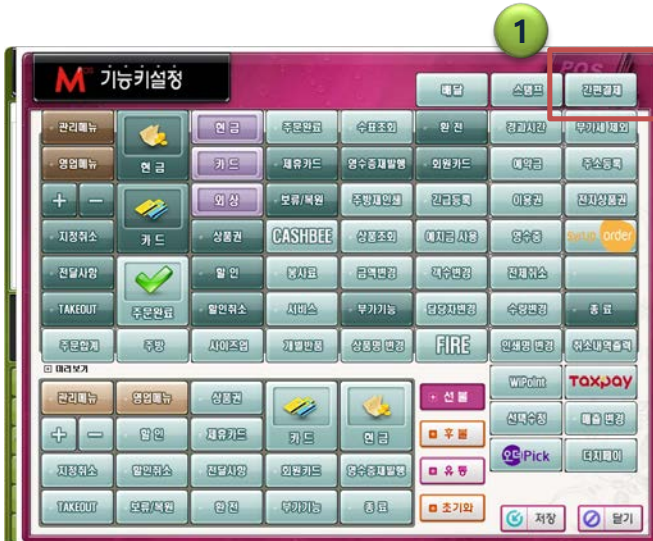 1
POS
M OS 기능키설정
배달 스탬프 간편결제
관리메뉴 현금 주문완료 수표조회 환전 경과시간 부가세제외
영업메뉴 현금 카드 제휴카드 영수증재발행 회원카드 예약금 주소등록
+ - 외상 보류/복원 주방재인쇄 긴급등록 이용권 전자상품권
지정취소 카드 상품권 CASHBEE 상품조회 예치금 사용 영수증 order
전달사항 할인 봉사료 금액변경 객수변경 전체취소
TAKEOUT 주문완료 할인취소 서비스 부가기능 담당자변경 수량변경 종료
주문합계 주방 사이즈업 개별반품 상품명 변경 FIRE 인쇄명 변경 취소내역출력
미리보기
WiPoint Taxpay
관리메뉴 영업메뉴 상품권 카드 현금 선불 선택수정 매출 변경
+ - 할인 제휴카드 후불
오더Pick 더치페이
지정취소 할인취소 전달사항 회원카드 영수증재발행 유통
TAKEOUT 보류/복원 환전 부가기능 종료 초기화 저장 닫기